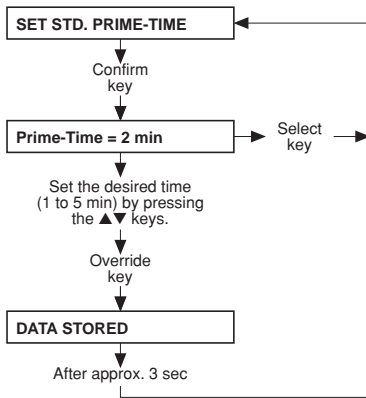 SET STD. PRIME-TIME
Confirm
key
Prime-Time = 2 min
Select
key
Set the desired time
(1 to 5 min) by pressing
the ▲▼ keys.
Override
key
DATA STORED
After approx. 3 sec